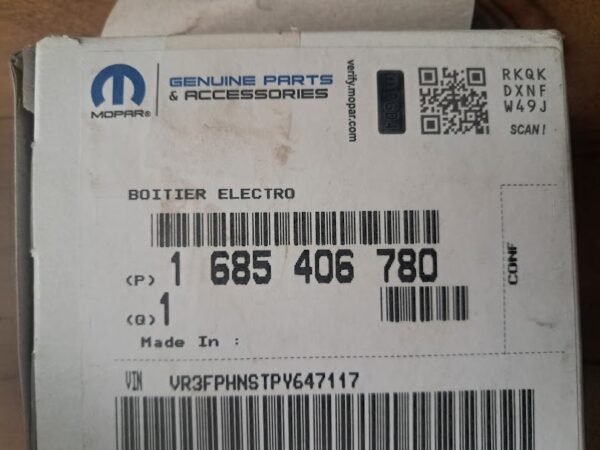 MOPAR®
GENUINE PARTS
& ACCESSORIES
verify.mopar.com
RKQK
DXNF
W49J
SCAN!
BOITIER ELECTRO
(P) 1 685 406 780
(Q) 1
Made In :
CONF
VIN VR3FPHNSTPY647117